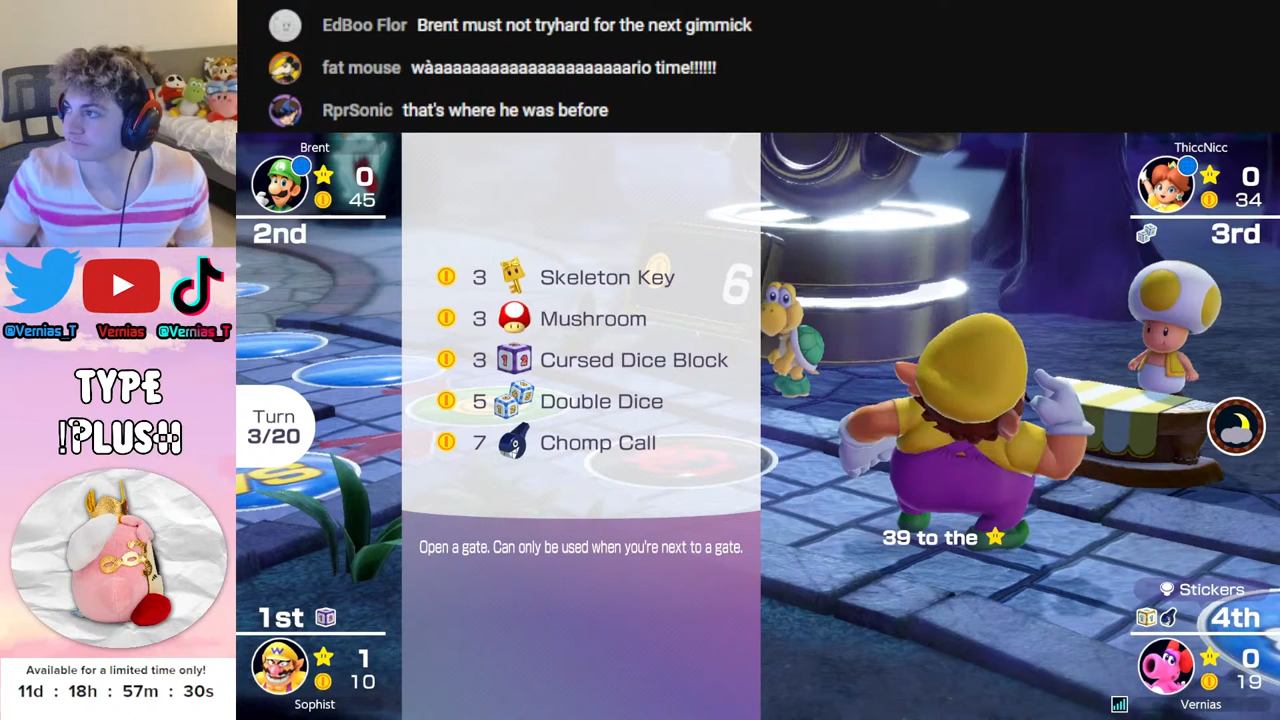 EdBoo Flor Brent must not tryhard for the next gimmick
fat mouse wàaaaaaaaaaaaaaaaaaaaaario time!!!!!!
RprSonic that's where he was before
Brent
0
45
2nd
ThiccNicc
0
34
3rd
6
3 Skeleton Key
3 Mushroom
3 Cursed Dice Block
5 Double Dice
7 Chomp Call
Open a gate. Can only be used when you're next to a gate.
Turn
3/20
39 to the
@Vernias_T Vernias @Vernias_T
TYPE
!PLUSH
Available for a limited time only!
11d : 18h : 57m : 30s
1st
1
10
Sophist
Stickers
4th
0
19
Vernias